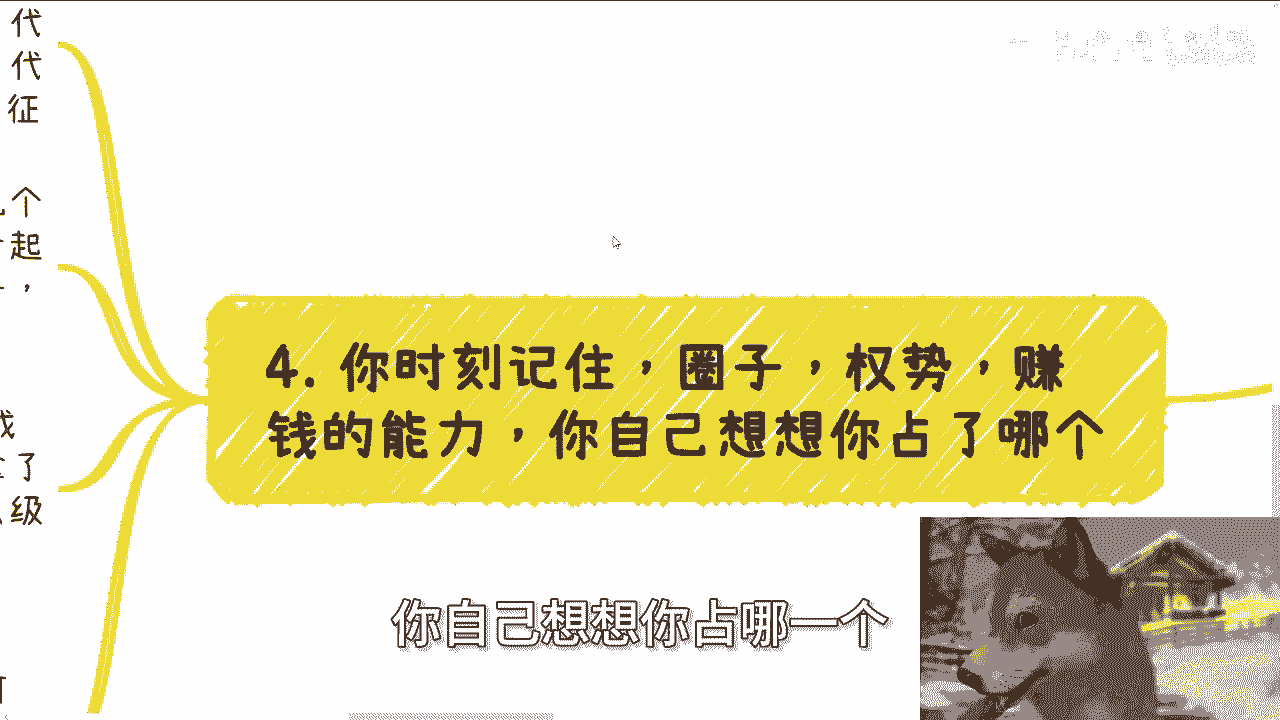 代
代
征
个
起
，
4. 你时刻记住，圈子，权势，赚
钱的能力，你自己想想你占了哪个
了
级
你自己想想你占哪一个